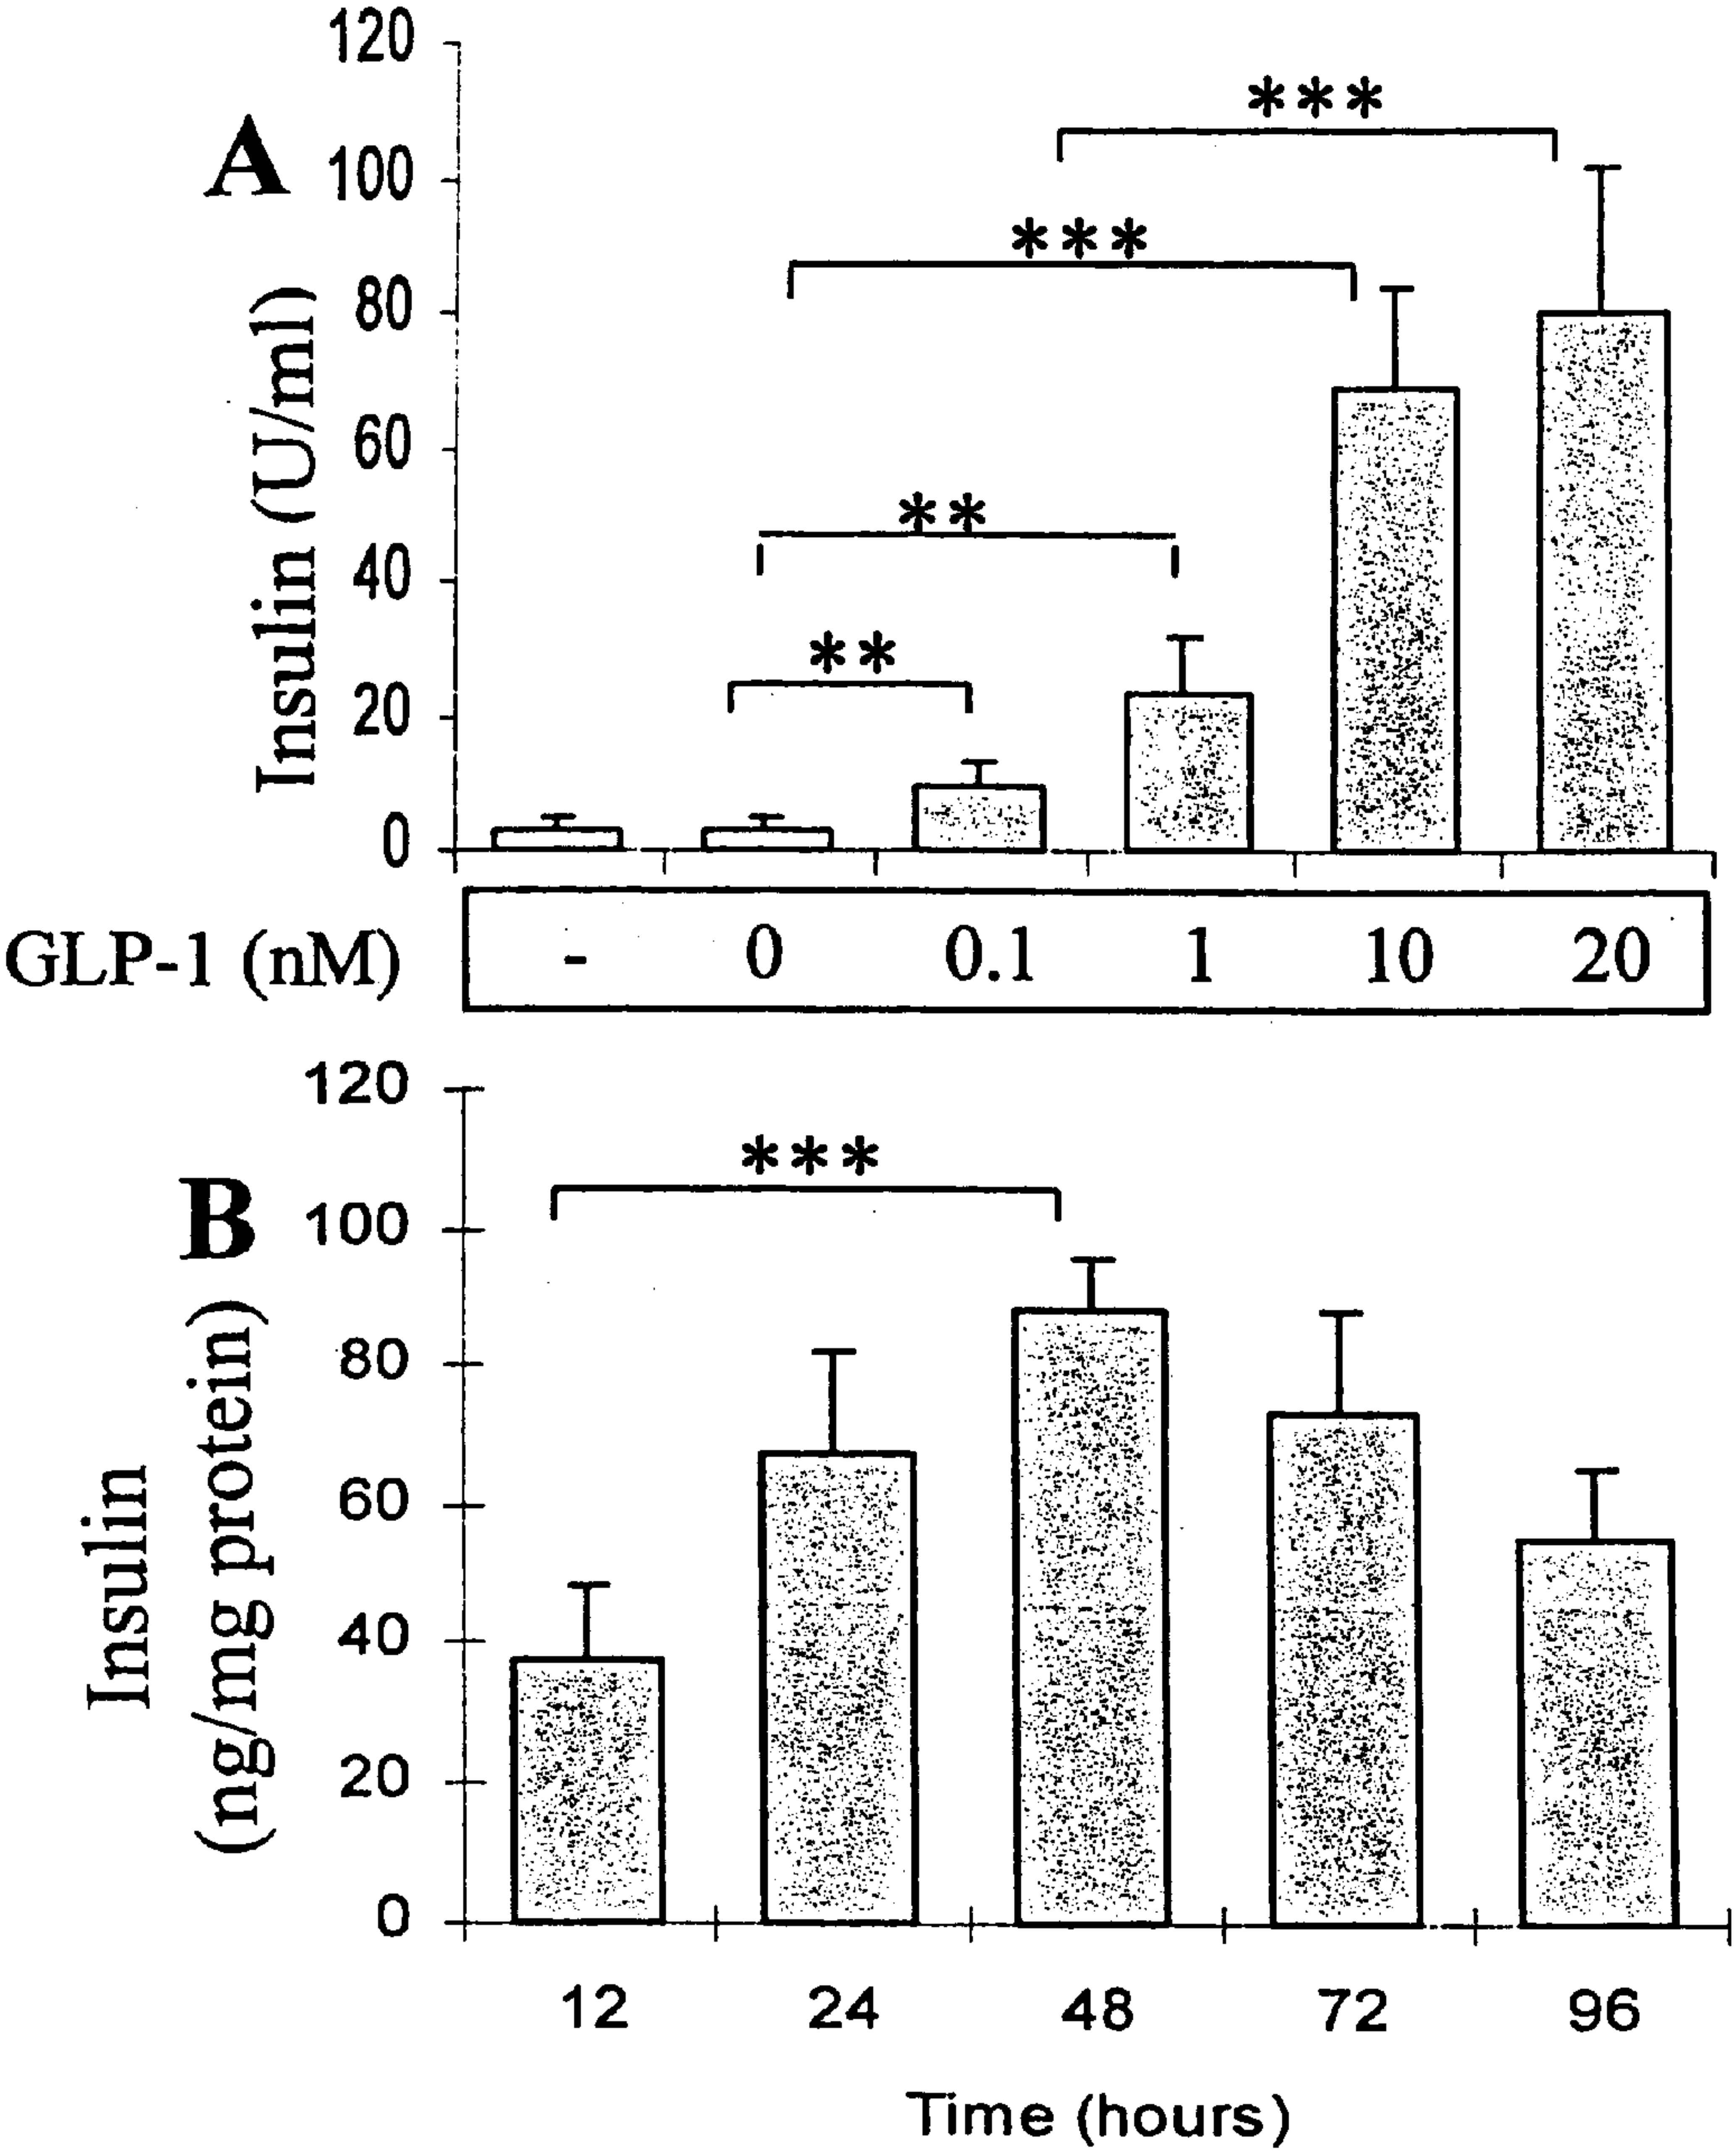 A
Insulin (U/ml)
120
100
80
60
40
20
0
***
***
**
**
GLP-1 (nM)
- 0 0.1 1 10 20
B
Insulin
(ng/mg protein)
120
100
80
60
40
20
0
***
12 24 48 72 96
Time (hours)